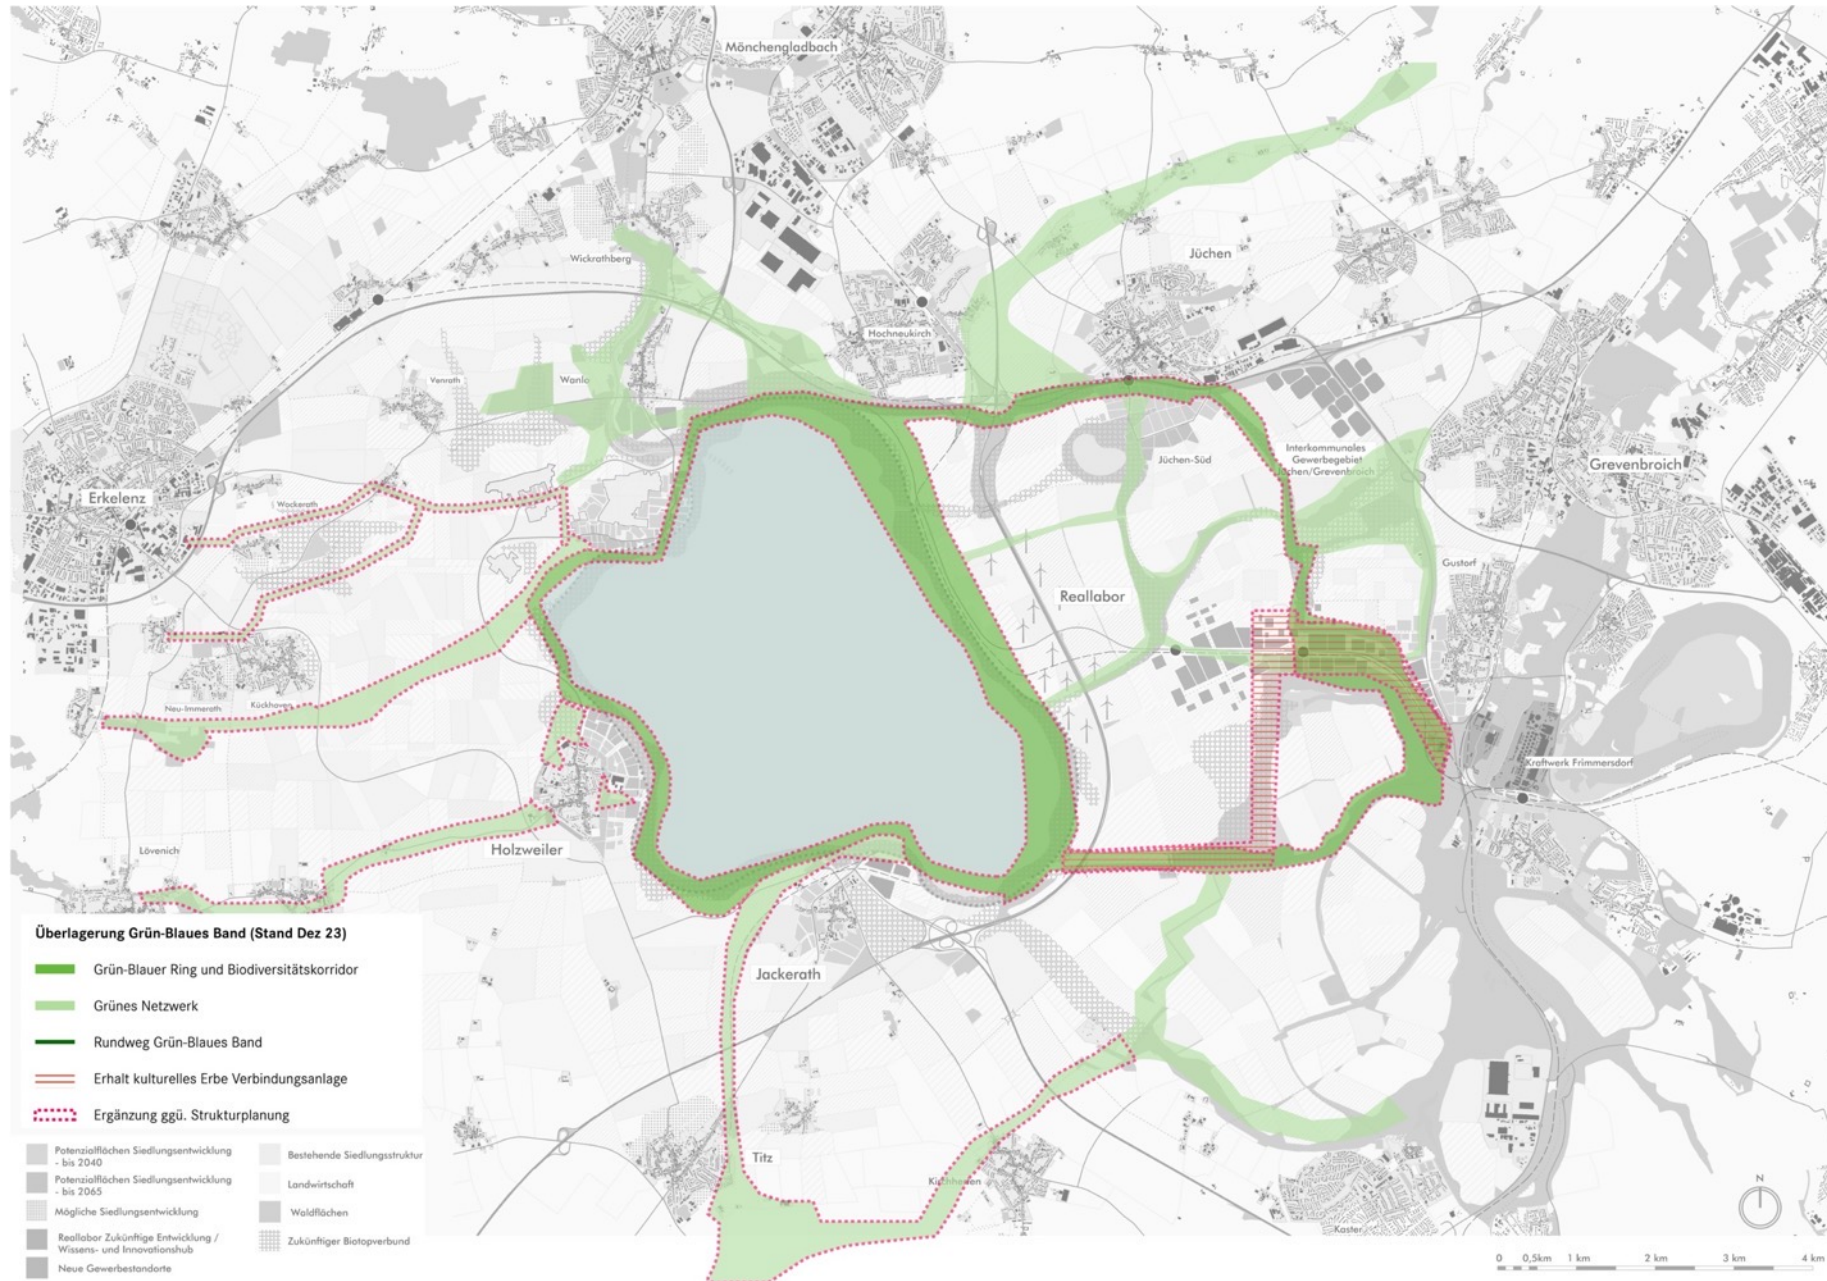 Mönchengladbach
Wickrathberg
Jüchen
Hochneukirch
Venrath
Wanlo
Jüchen-Süd
Interkommunales
Gewerbegebiet
Jüchen/Grevenbroich
Grevenbroich
Erkelenz
Wockerath
Gustorf
Reallabor
Neu-Immerath
Kückhoven
Kraftwerk Frimmersdorf
Lövenich
Holzweiler
Jackerath
Titz
Kirchherten
Kaster
Überlagerung Grün-Blaues Band (Stand Dez 23)
Grün-Blauer Ring und Biodiversitätskorridor
Grünes Netzwerk
Rundweg Grün-Blaues Band
Erhalt kulturelles Erbe Verbindungsanlage
Ergänzung ggü. Strukturplanung
Potenzialflächen Siedlungsentwicklung
- bis 2040
Potenzialflächen Siedlungsentwicklung
- bis 2065
Mögliche Siedlungsentwicklung
Reallabor Zukünftige Entwicklung /
Wissens- und Innovationshub
Neue Gewerbestandorte
Bestehende Siedlungsstruktur
Landwirtschaft
Waldflächen
Zukünftiger Biotopverbund
N
0 0,5km 1 km 2 km 3 km 4 km